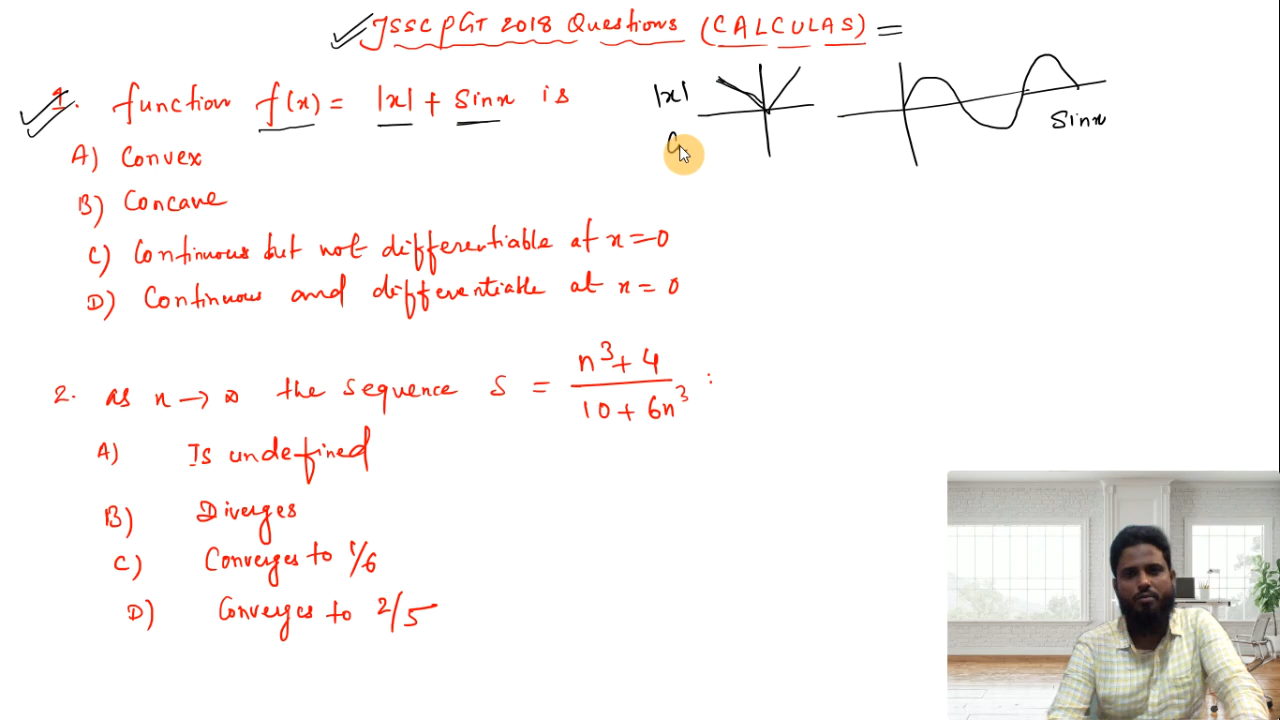 JSSC PGT 2018 Questions (CALCULAS) =
1. function f(x) = |x| + Sinx is
A) Convex
B) Concave
C) Continuous but not differentiable at x=0
D) Continuous and differentiable at x = 0
|x|
C
Sinx
2. as n → ∞ the sequence S = n³+4 / 10+6n³ :
A) Is undefined
B) Diverges
C) Converges to 1/6
D) Converges to 2/5